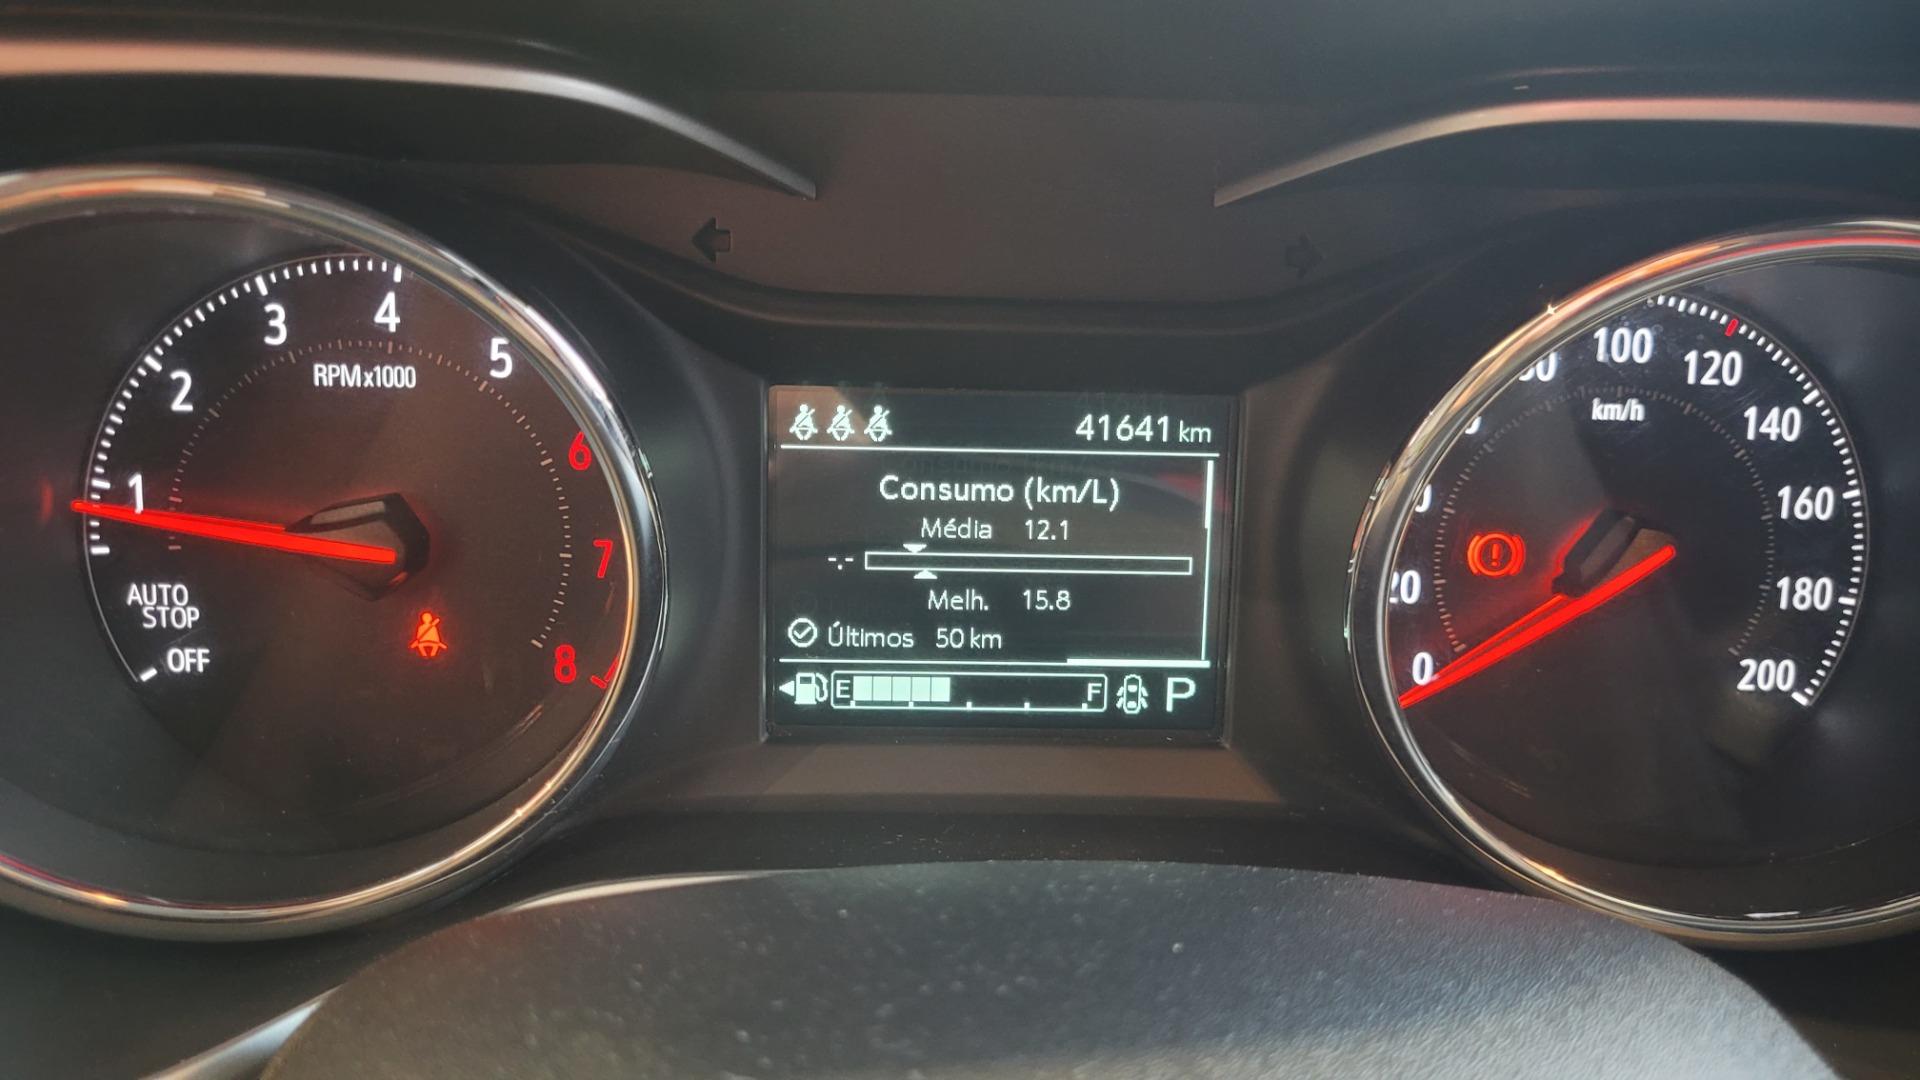 1
2
3
4
5
6
7
8
RPMx1000
AUTO
STOP
OFF
41641 km
Consumo (km/L)
Média 12.1
-.-
Melh. 15.8
Últimos 50 km
E F P
0
20
100
120
140
160
180
200
km/h